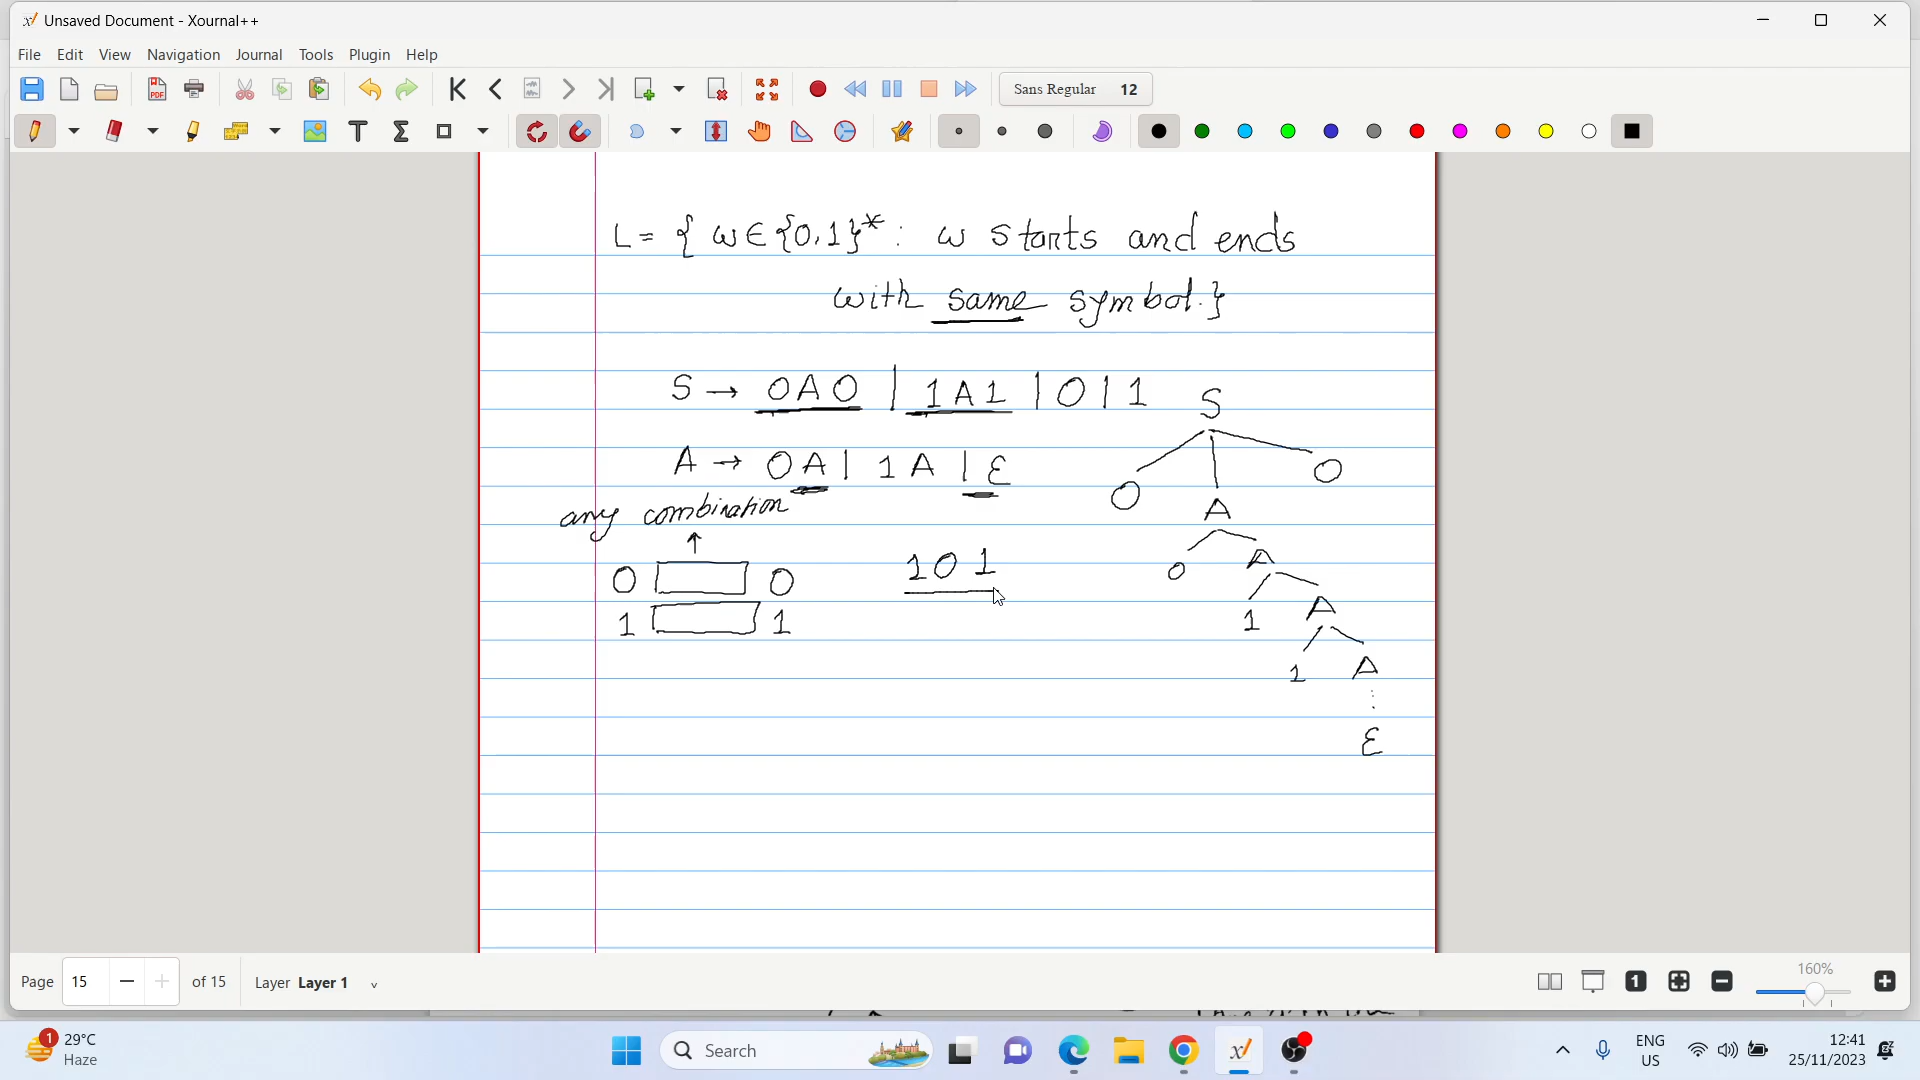 Unsaved Document - Xournal++
File Edit View Navigation Journal Tools Plugin Help
PDF
Sans Regular 12
L = { w ∈ {0,1}* : w starts and ends
with same symbol.}
S → 0A0 | 1A1 | 0 | 1
A → 0A | 1A | ε
any combination
↑
0 0
1 1
101
S
0 A 0
0 A
1 A
1 A
⋮
ε
Page 15 of 15 Layer Layer 1
1
160%
1
29°C
Haze
Search
ENG
US
12:41
25/11/2023